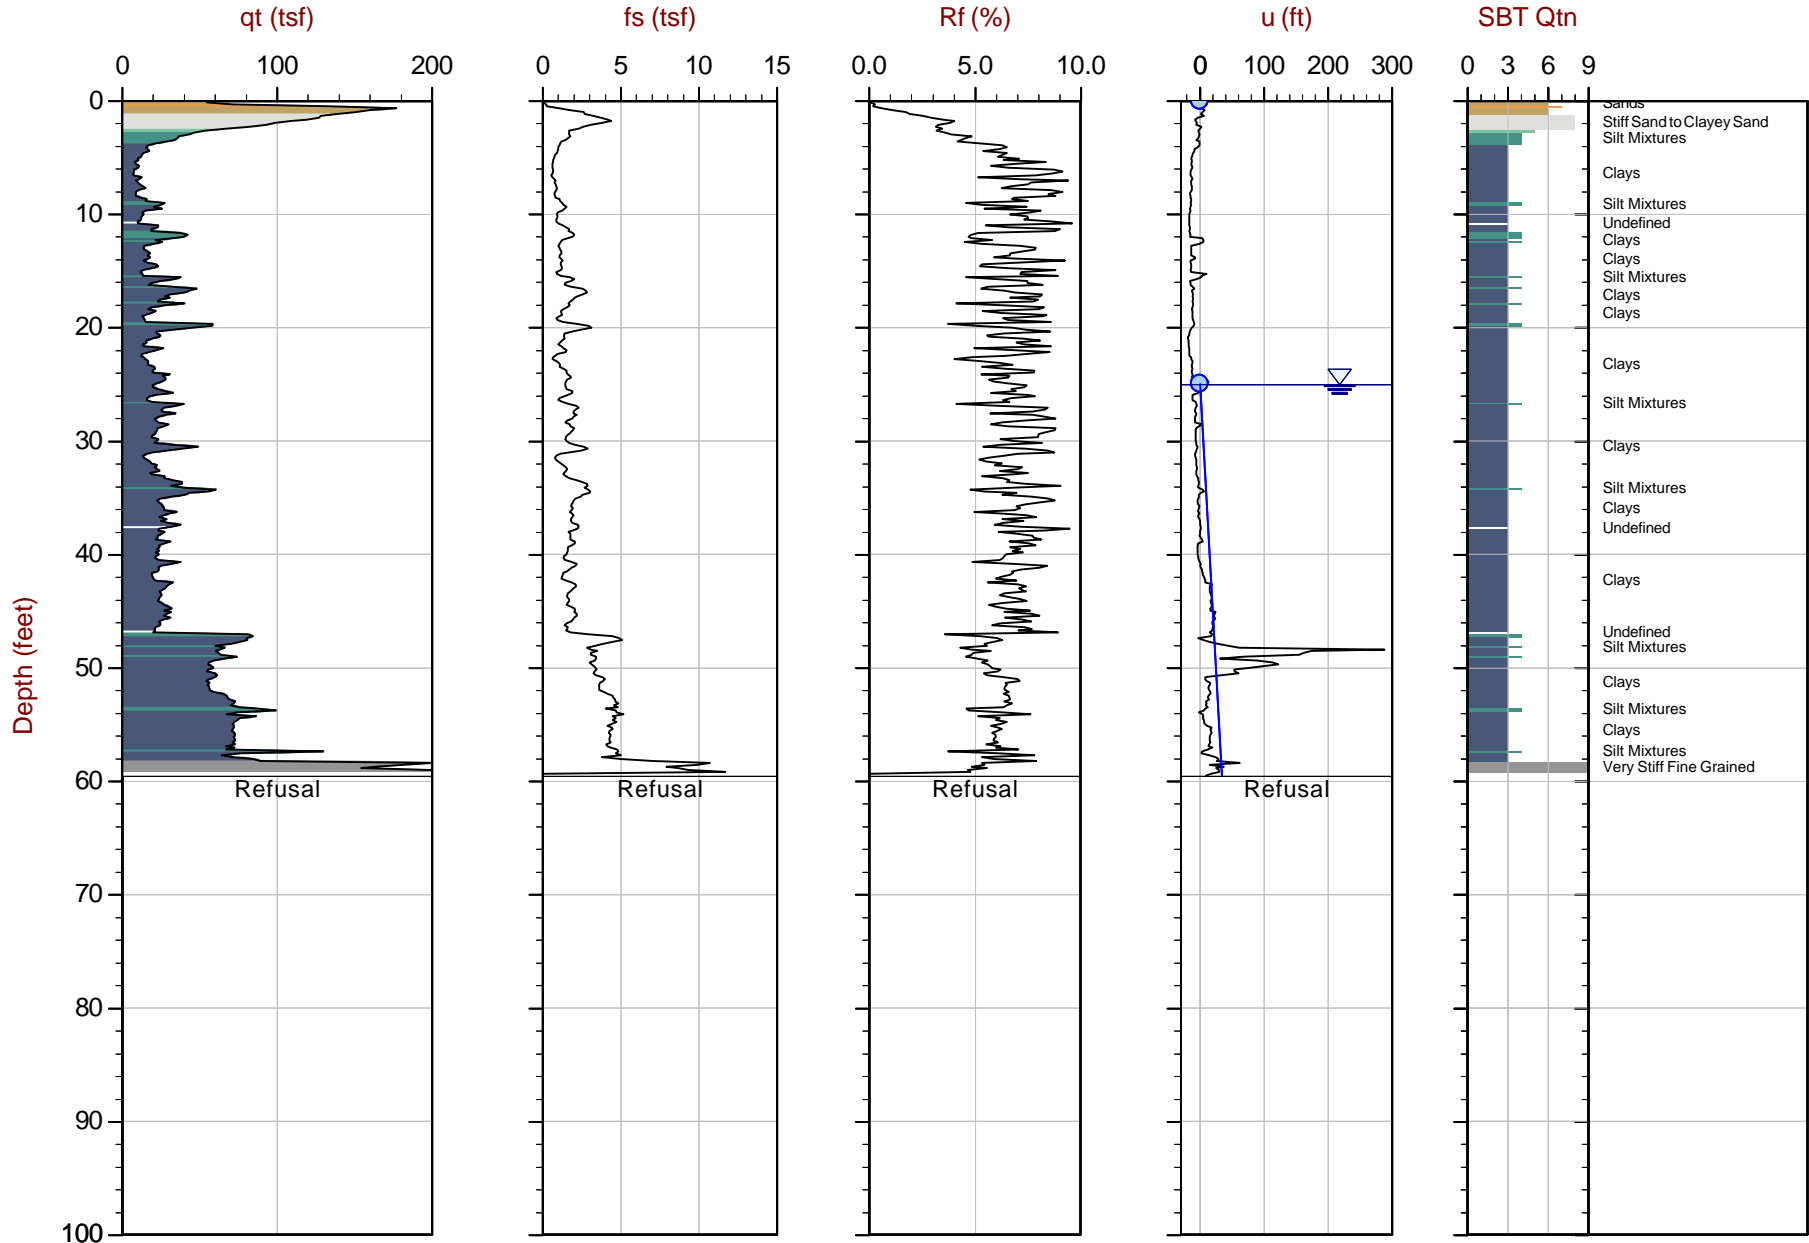 qt (tsf) fs (tsf) Rf (%) u (ft) SBT Qtn
0 100 200 0 5 15 0.0 5.0 10.0 0 0 100 200 300 0 3 6 9
0
Sands
Stiff Sand to Clayey Sand
Silt Mixtures
Clays
Silt Mixtures
10
Undefined
Clays
Clays
Silt Mixtures
Clays
Clays
20
Clays
Silt Mixtures
30
Clays
Silt Mixtures
Clays
Undefined
40
Clays
Undefined
Silt Mixtures
50
Clays
Silt Mixtures
Clays
Silt Mixtures
Very Stiff Fine Grained
60
Refusal Refusal Refusal Refusal
70
80
90
100
Depth (feet)